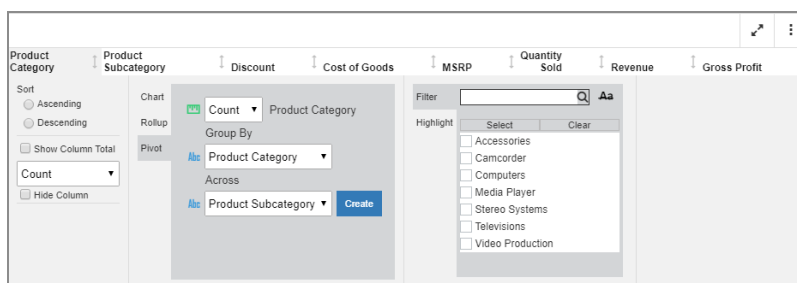 Product Category
Product Subcategory
Discount
Cost of Goods
MSRP
Quantity Sold
Revenue
Gross Profit
Sort
Ascending
Descending
Show Column Total
Count
Hide Column
Chart
Rollup
Pivot
Count Product Category
Group By
Abc Product Category
Across
Abc Product Subcategory Create
Filter Aa
Highlight
Select Clear
Accessories
Camcorder
Computers
Media Player
Stereo Systems
Televisions
Video Production